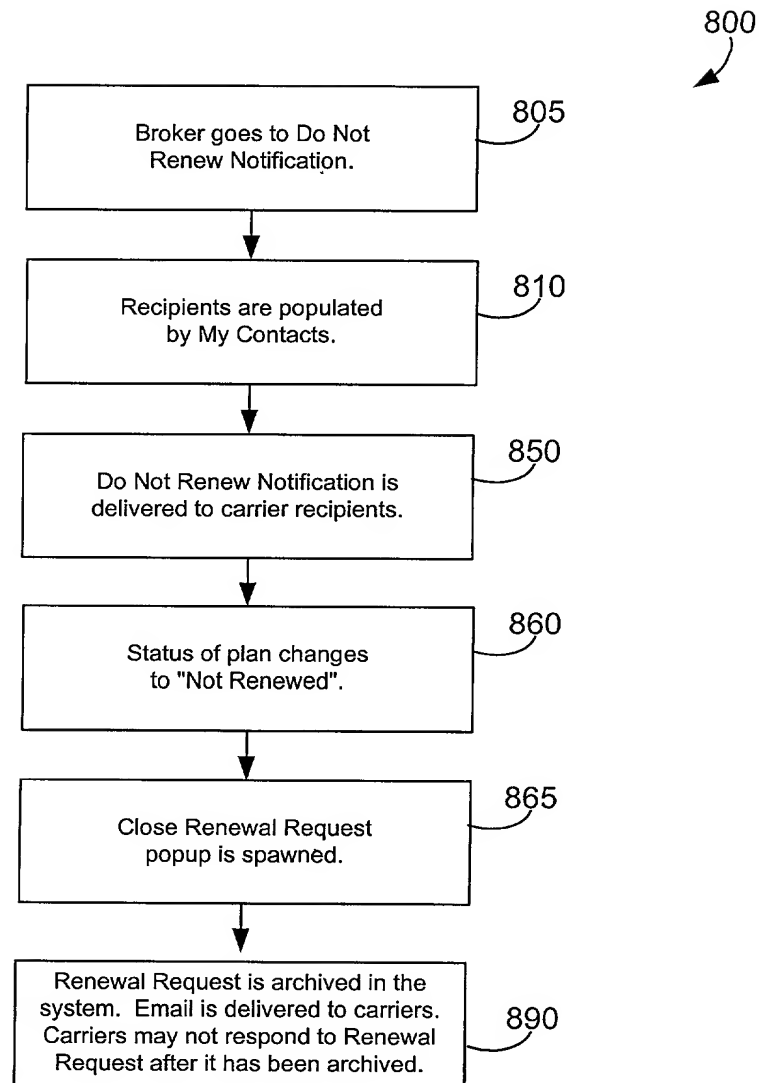 800
Broker goes to Do Not
Renew Notification.
805
Recipients are populated
by My Contacts.
810
Do Not Renew Notification is
delivered to carrier recipients.
850
Status of plan changes
to "Not Renewed".
860
Close Renewal Request
popup is spawned.
865
Renewal Request is archived in the
system. Email is delivered to carriers.
Carriers may not respond to Renewal
Request after it has been archived.
890